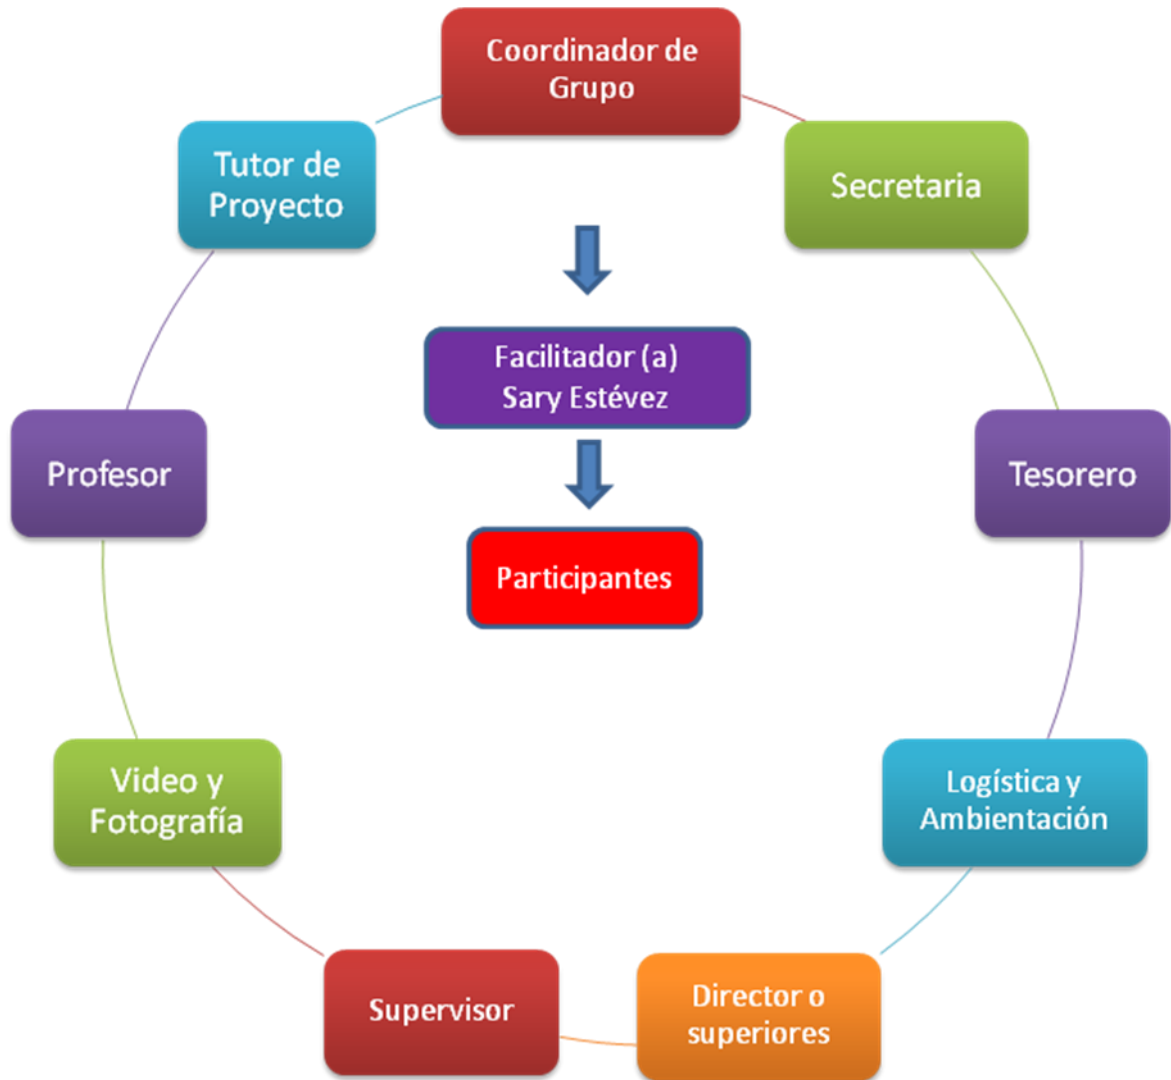 Coordinador de
Grupo
Tutor de
Proyecto
Secretaria
Facilitador (a)
Sary Estévez
Profesor
Tesorero
Participantes
Video y
Fotografía
Logística y
Ambientación
Supervisor
Director o
superiores